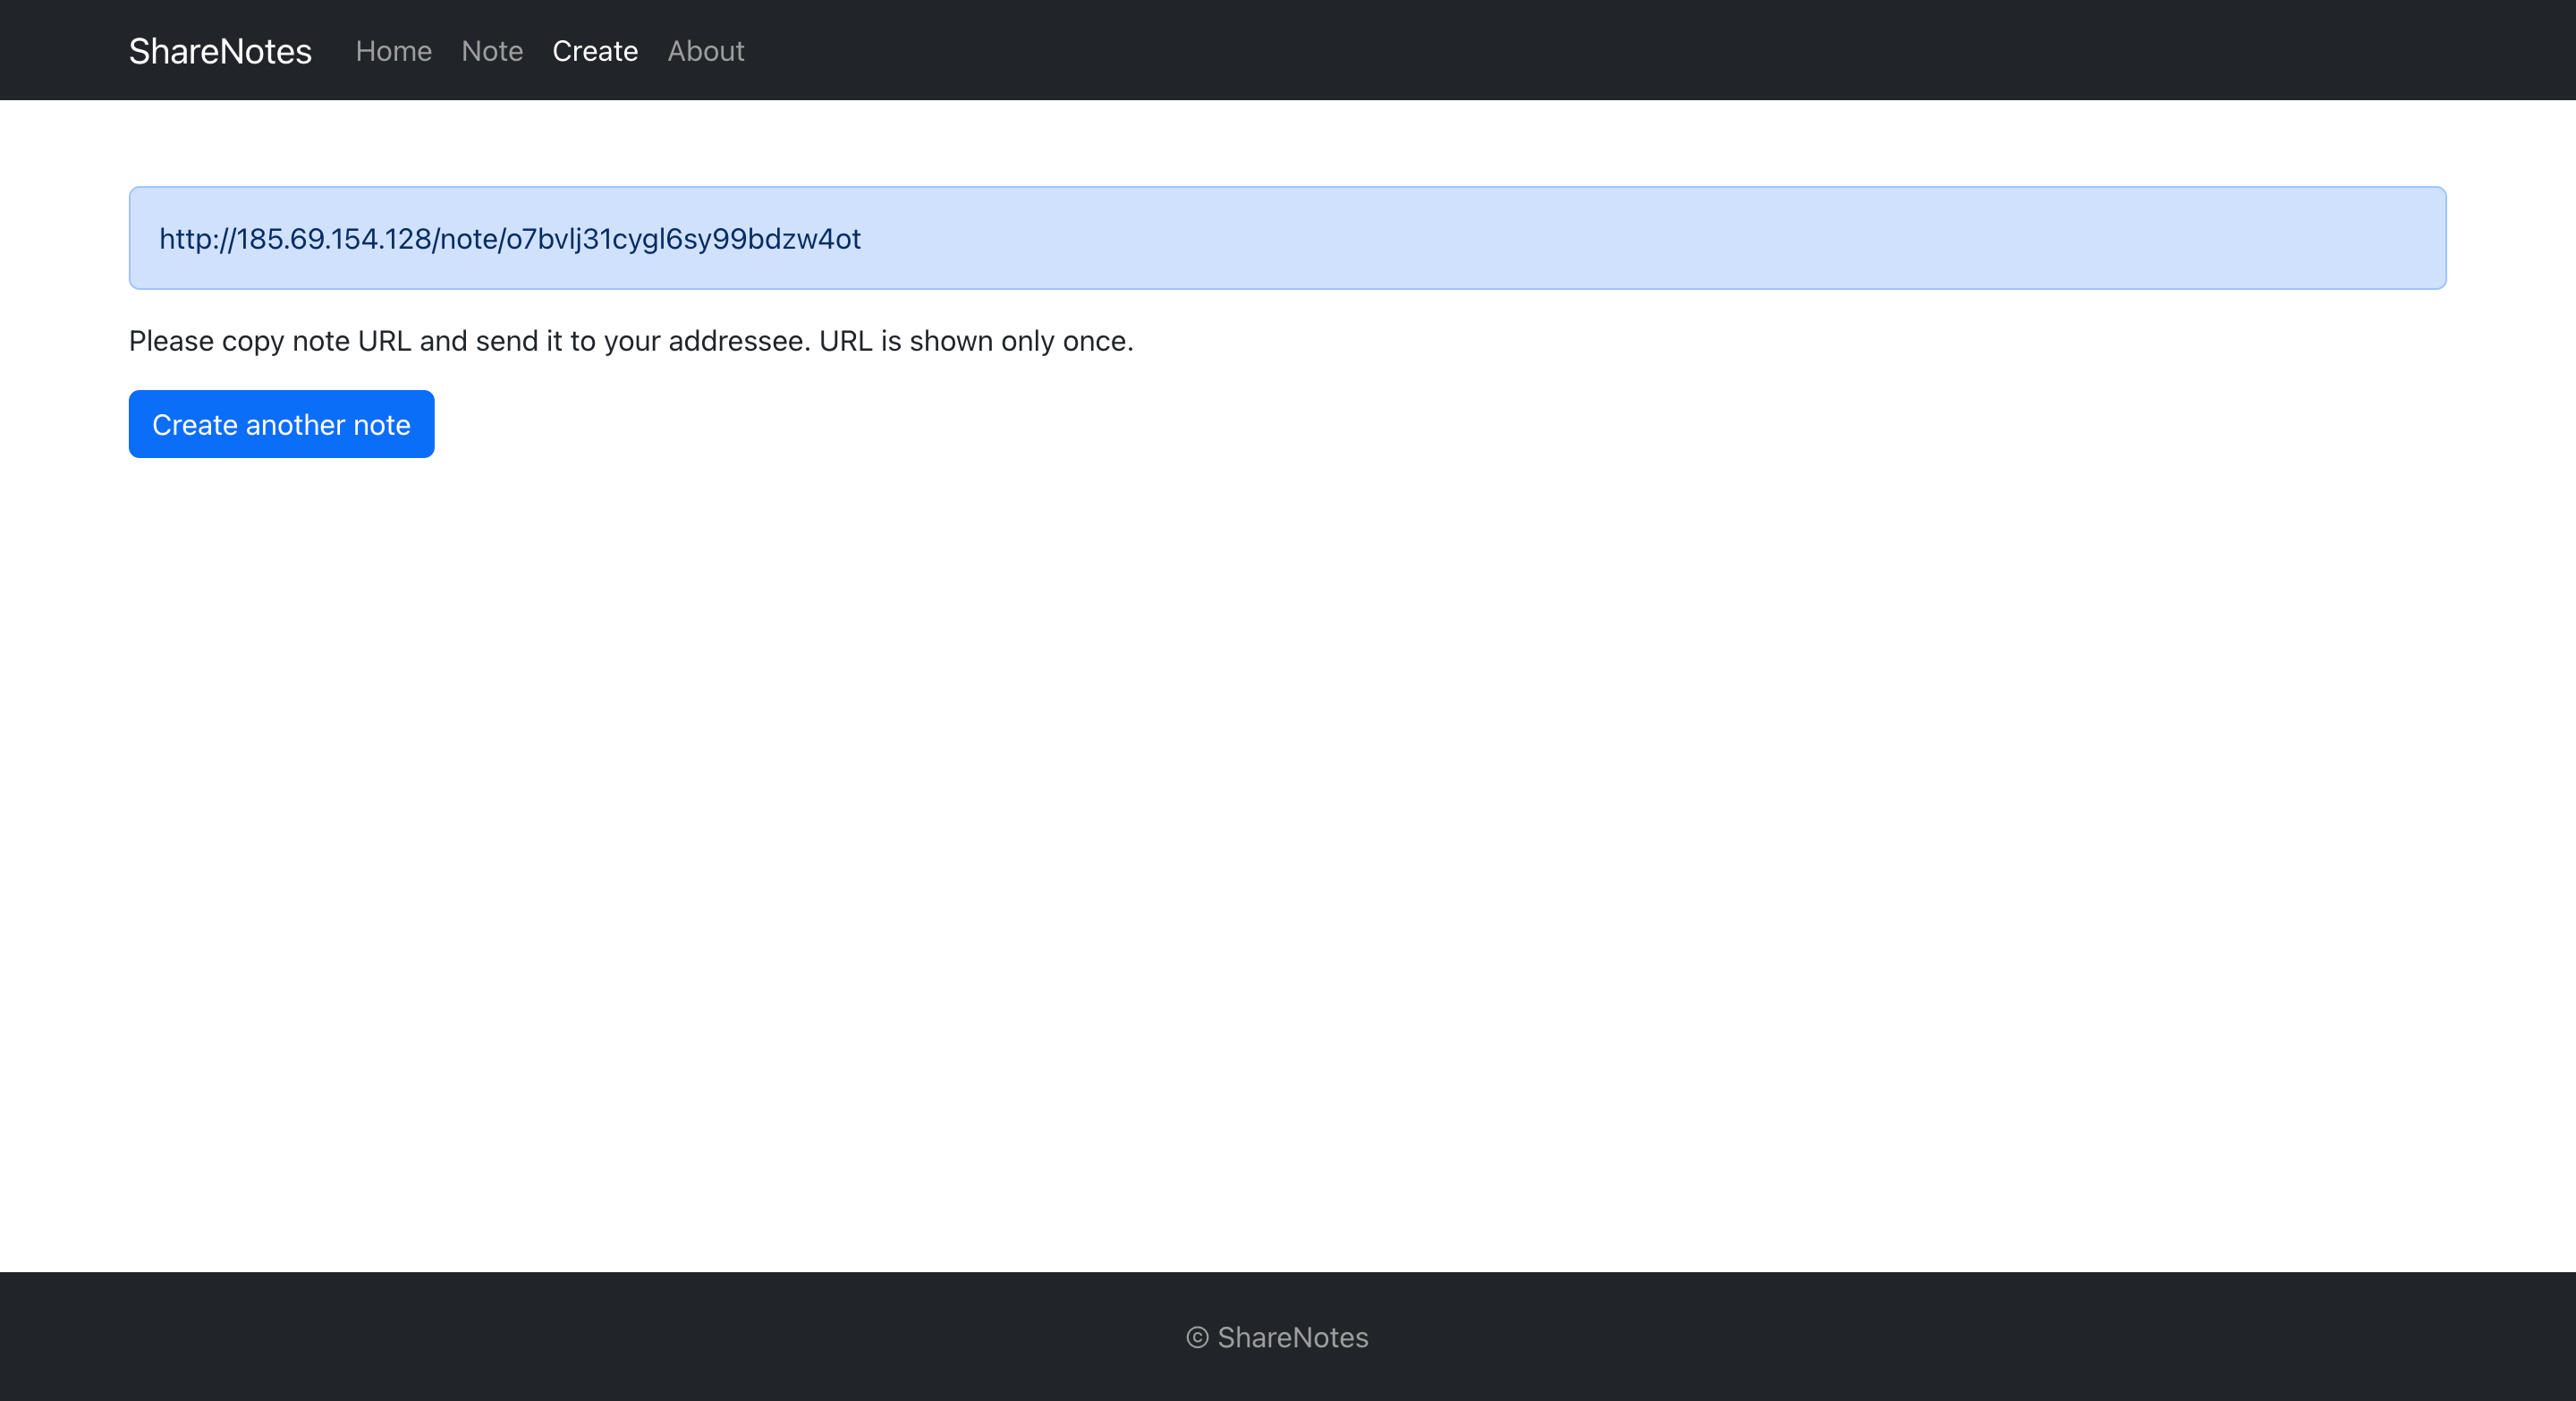 ShareNotes Home Note Create About
http://185.69.154.128/note/o7bvlj31cygl6sy99bdzw4ot
Please copy note URL and send it to your addressee. URL is shown only once.
Create another note
© ShareNotes